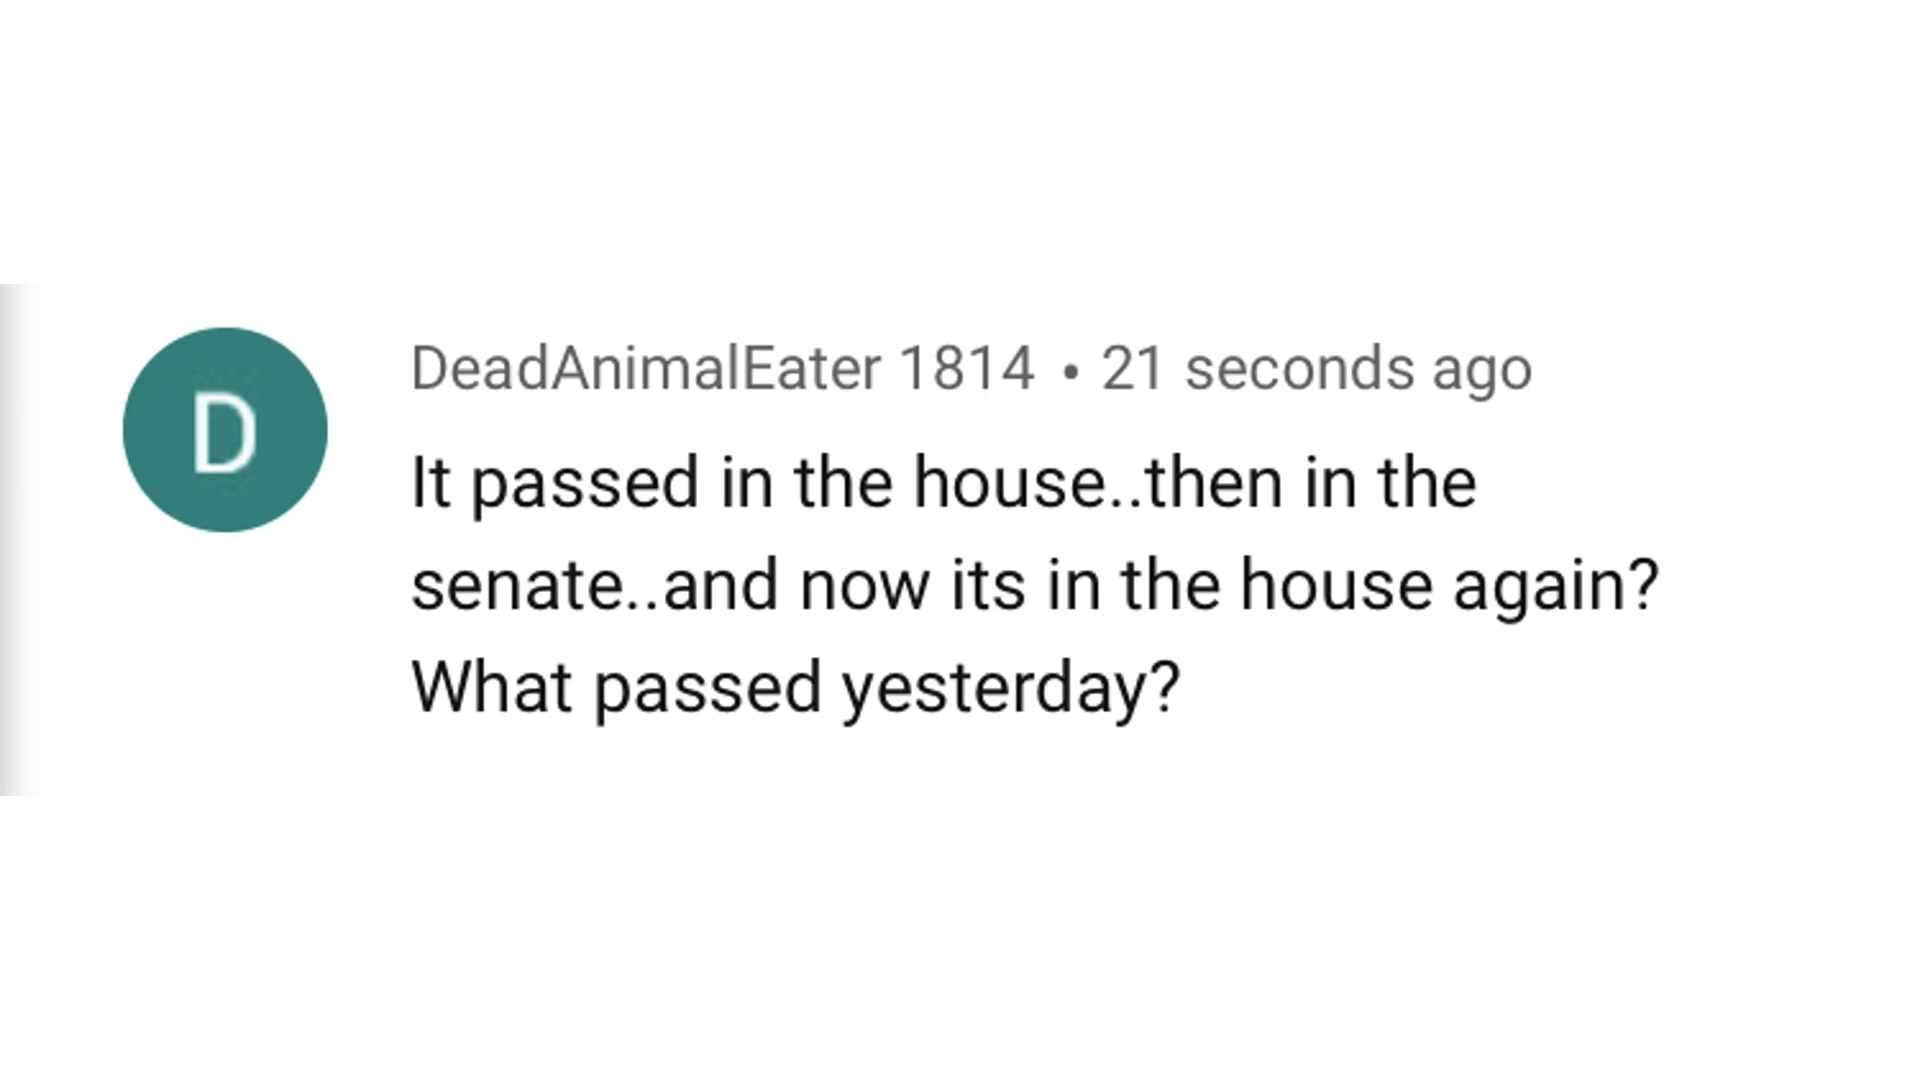 D
DeadAnimalEater 1814 • 21 seconds ago
It passed in the house..then in the
senate..and now its in the house again?
What passed yesterday?